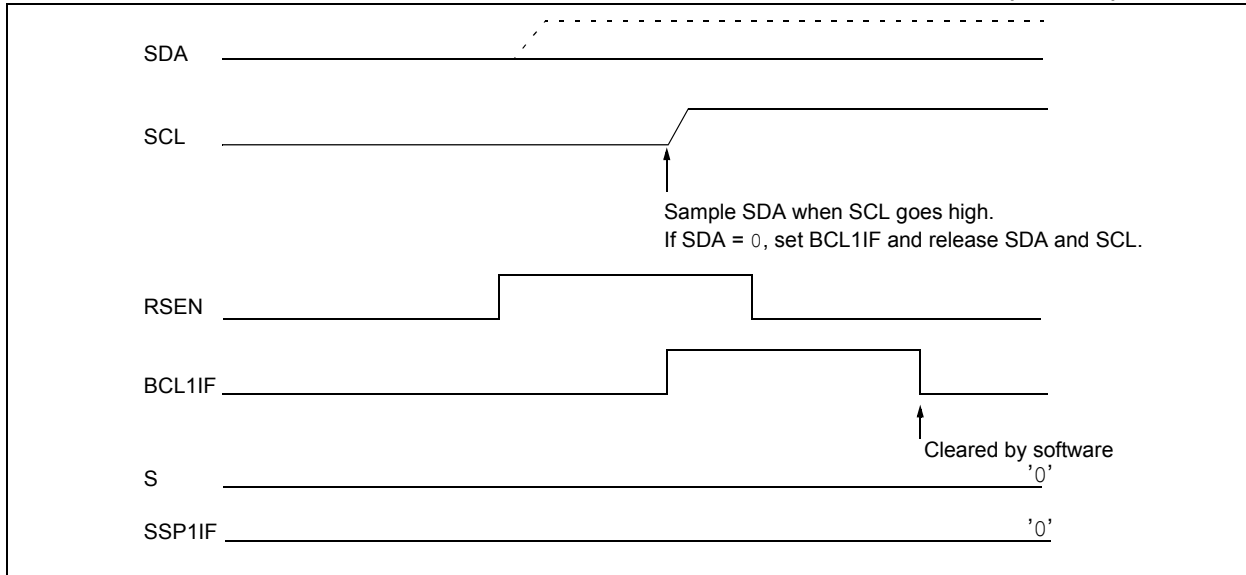 SDA
SCL
Sample SDA when SCL goes high.
If SDA = 0, set BCL1IF and release SDA and SCL.
RSEN
BCL1IF
Cleared by software
S
'0'
SSP1IF
'0'